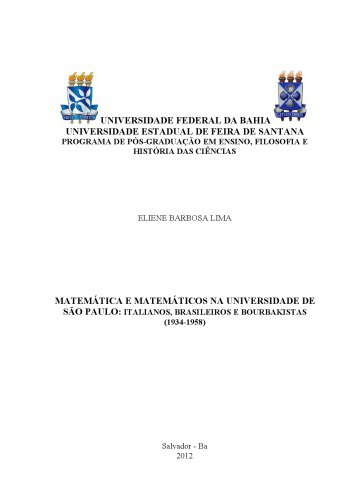 UNIVERSIDADE FEDERAL DA BAHIA
UNIVERSIDADE ESTADUAL DE FEIRA DE SANTANA
PROGRAMA DE PÓS-GRADUAÇÃO EM ENSINO, FILOSOFIA E
HISTÓRIA DAS CIÊNCIAS
ELIENE BARBOSA LIMA
MATEMÁTICA E MATEMÁTICOS NA UNIVERSIDADE DE
SÃO PAULO: ITALIANOS, BRASILEIROS E BOURBAKISTAS
(1934-1958)
Salvador - Ba
2012